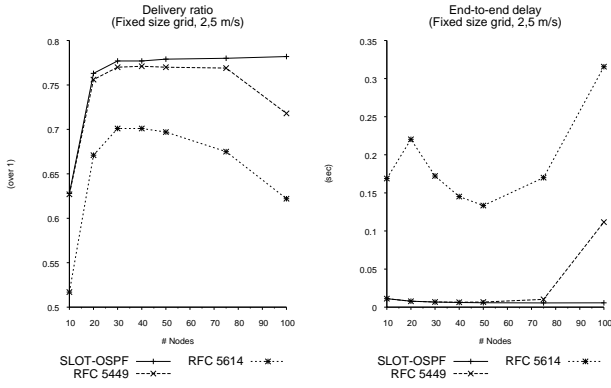 Delivery ratio
(Fixed size grid, 2,5 m/s)
0.8
0.75
0.7
0.65
0.6
0.55
0.5
(over 1)
10 20 30 40 50 60 70 80 90 100
# Nodes
SLOT-OSPF
RFC 5449
RFC 5614
End-to-end delay
(Fixed size grid, 2,5 m/s)
0.35
0.3
0.25
0.2
0.15
0.1
0.05
0
(sec)
10 20 30 40 50 60 70 80 90 100
# Nodes
SLOT-OSPF
RFC 5449
RFC 5614